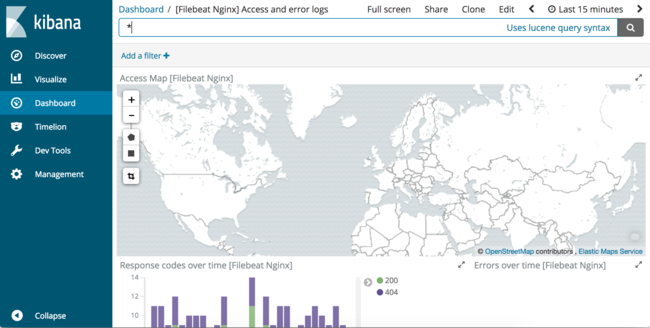 kibana
Discover
Visualize
Dashboard
Timelion
Dev Tools
Management
Collapse
Dashboard / [Filebeat Nginx] Access and error logs
Full screen Share Clone Edit Last 15 minutes
*
Uses lucene query syntax
Add a filter +
Access Map [Filebeat Nginx]
+
−
© OpenStreetMap contributors , Elastic Maps Service
Response codes over time [Filebeat Nginx]
14
12
10
8
200
404
Errors over time [Filebeat Nginx]